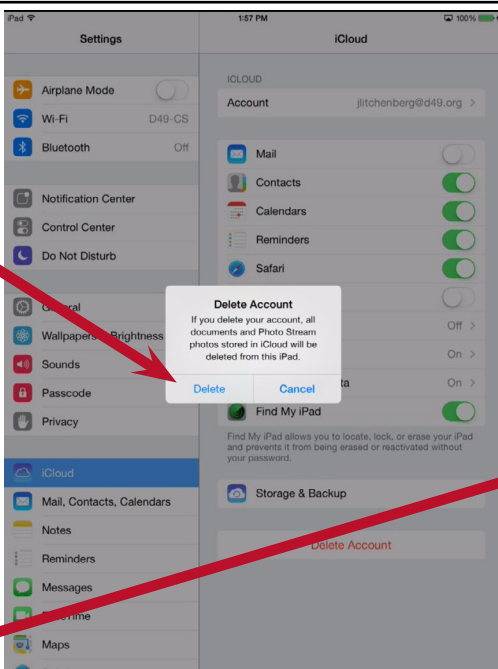 iPad
1:57 PM
100%
Settings
iCloud
Airplane Mode
Wi-Fi D49-CS
Bluetooth Off
Notification Center
Control Center
Do Not Disturb
General
Wallpapers Brightness
Sounds
Passcode
Privacy
iCloud
Mail, Contacts, Calendars
Notes
Reminders
Messages
Maps
ICLOUD
Account jlitchenberg@d49.org >
Mail
Contacts
Calendars
Reminders
Safari
Off >
On >
ta On >
Find My iPad
Find My iPad allows you to locate, lock, or erase your iPad
and prevents it from being erased or reactivated without
your password.
Storage & Backup
Delete Account
Delete Account
If you delete your account, all
documents and Photo Stream
photos stored in iCloud will be
deleted from this iPad.
Delete Cancel